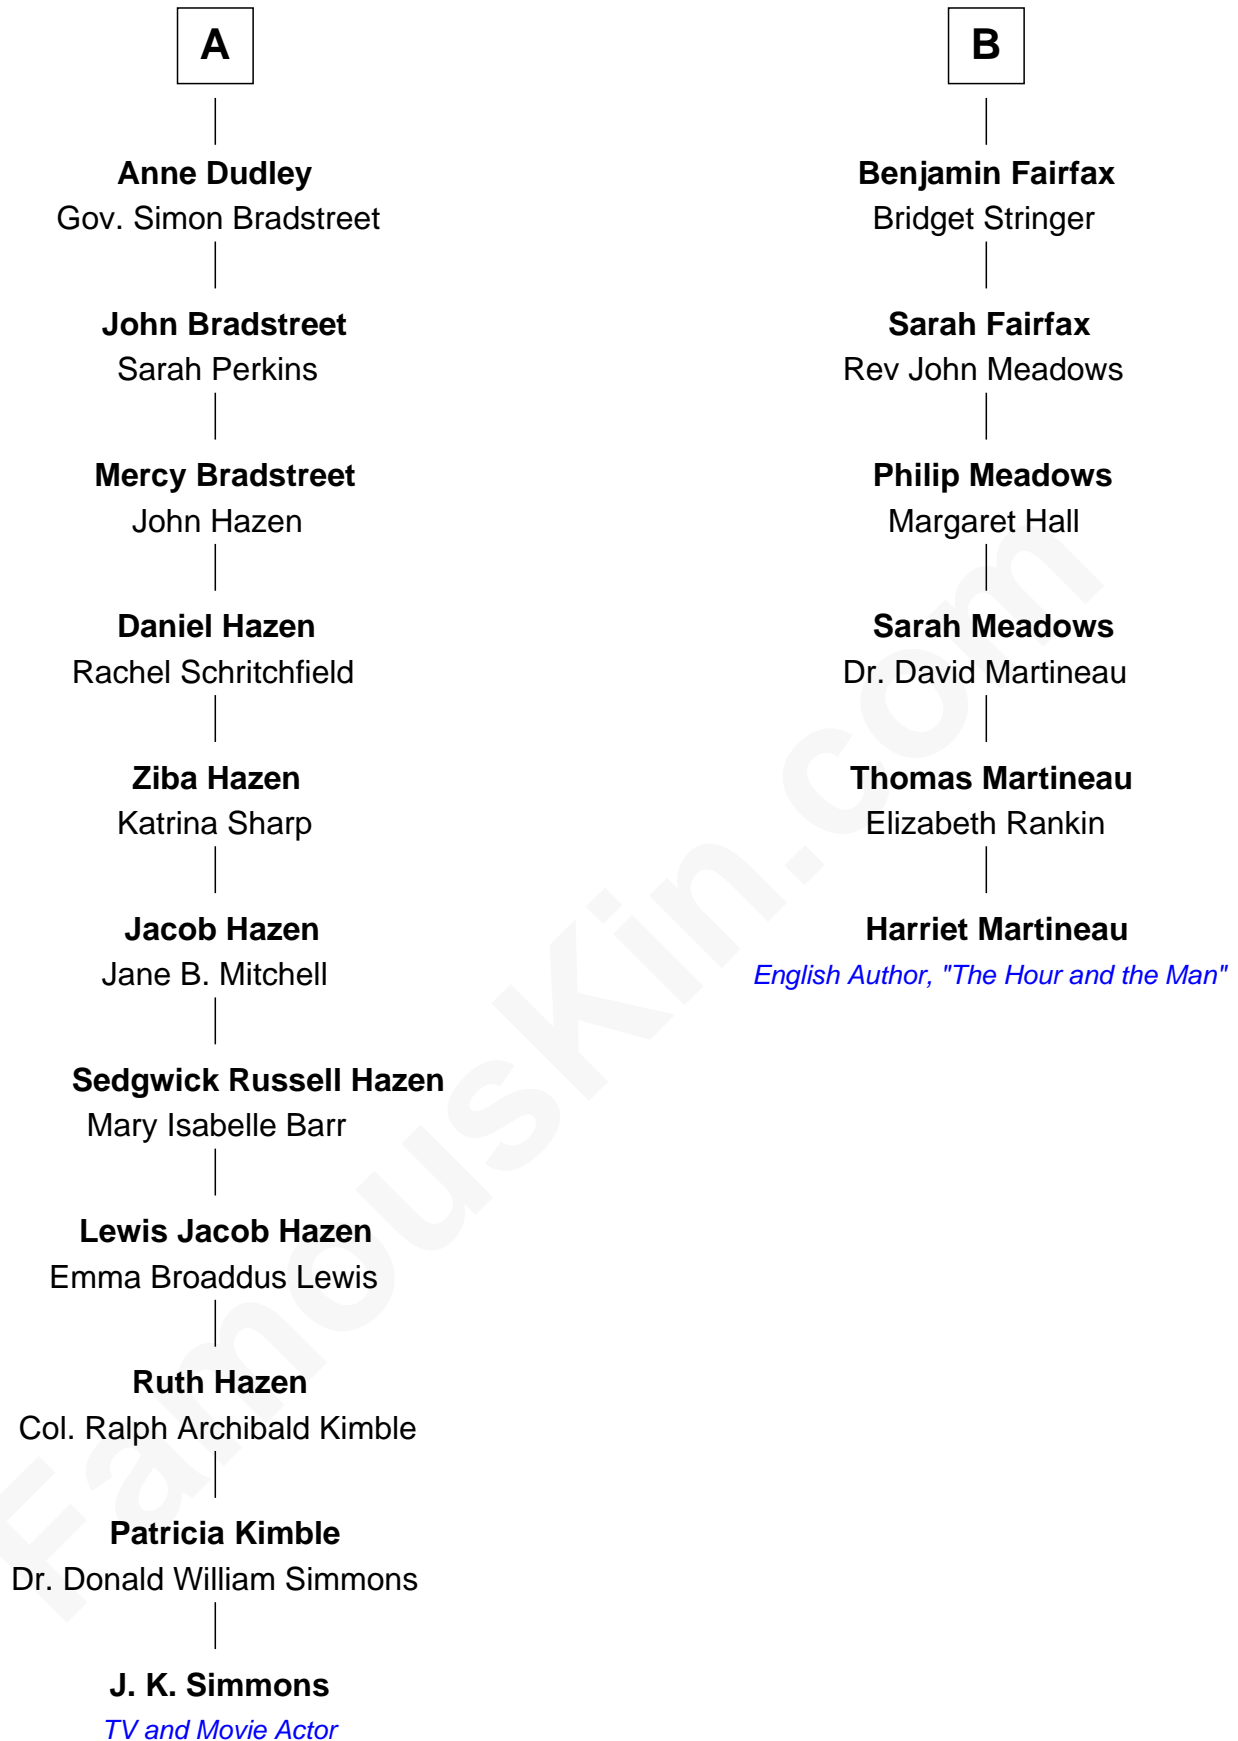 A
Anne Dudley
Gov. Simon Bradstreet
John Bradstreet
Sarah Perkins
Mercy Bradstreet
John Hazen
Daniel Hazen
Rachel Schritchfield
Ziba Hazen
Katrina Sharp
Jacob Hazen
Jane B. Mitchell
Sedgwick Russell Hazen
Mary Isabelle Barr
Lewis Jacob Hazen
Emma Broaddus Lewis
Ruth Hazen
Col. Ralph Archibald Kimble
Patricia Kimble
Dr. Donald William Simmons
J. K. Simmons
TV and Movie Actor
B
Benjamin Fairfax
Bridget Stringer
Sarah Fairfax
Rev John Meadows
Philip Meadows
Margaret Hall
Sarah Meadows
Dr. David Martineau
Thomas Martineau
Elizabeth Rankin
Harriet Martineau
English Author, "The Hour and the Man"
FamousKin.com